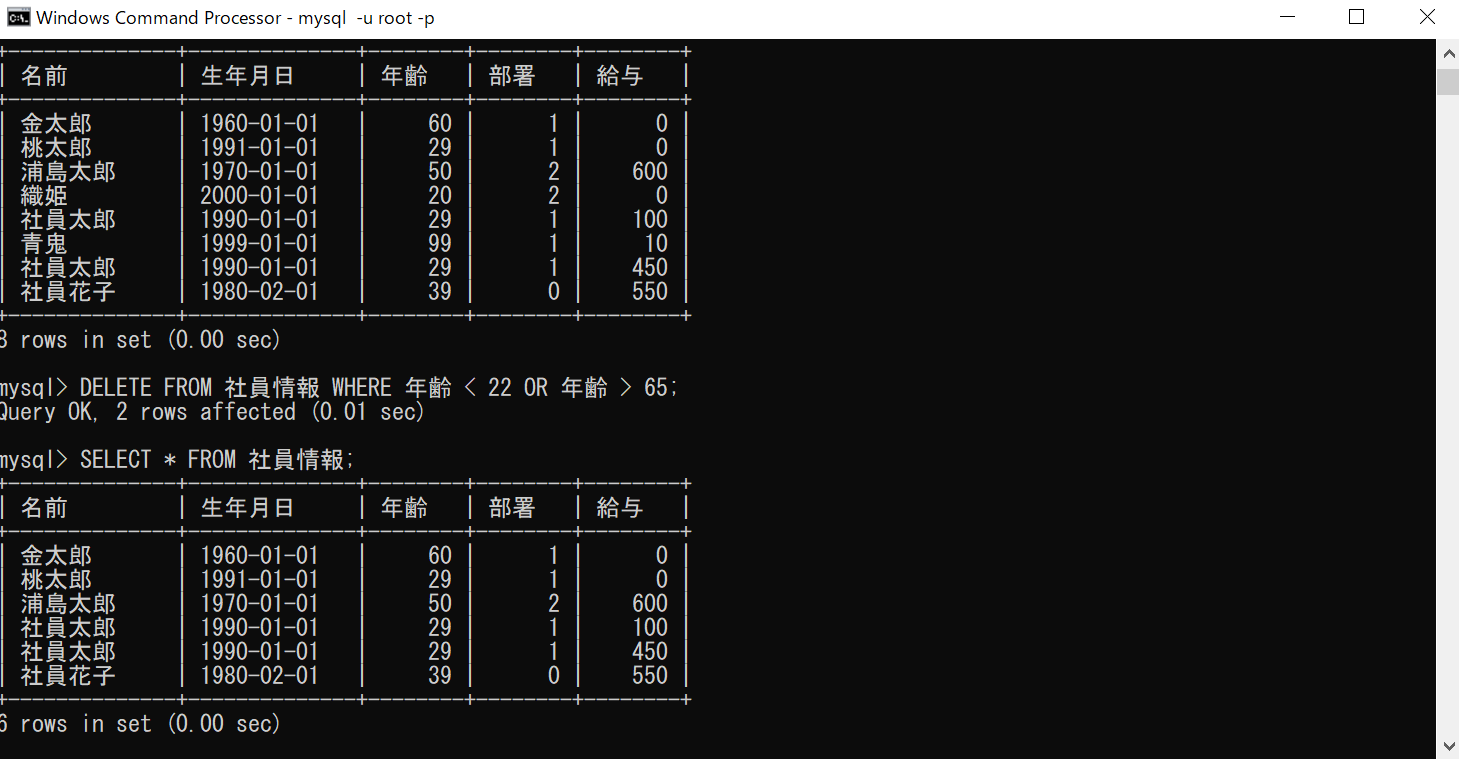 Windows Command Processor - mysql  -u root -p
+--------------+--------------+--------+--------+--------+
| 名前         | 生年月日     | 年齢   | 部署   | 給与   |
+--------------+--------------+--------+--------+--------+
| 金太郎       | 1960-01-01   |     60 |      1 |      0 |
| 桃太郎       | 1991-01-01   |     29 |      1 |      0 |
| 浦島太郎     | 1970-01-01   |     50 |      2 |    600 |
| 織姫         | 2000-01-01   |     20 |      2 |      0 |
| 社員太郎     | 1990-01-01   |     29 |      1 |    100 |
| 青鬼         | 1999-01-01   |     99 |      1 |     10 |
| 社員太郎     | 1990-01-01   |     29 |      1 |    450 |
| 社員花子     | 1980-02-01   |     39 |      0 |    550 |
+--------------+--------------+--------+--------+--------+
8 rows in set (0.00 sec)
mysql> DELETE FROM 社員情報 WHERE 年齢 < 22 OR 年齢 > 65;
Query OK, 2 rows affected (0.01 sec)
mysql> SELECT * FROM 社員情報;
+--------------+--------------+--------+--------+--------+
| 名前         | 生年月日     | 年齢   | 部署   | 給与   |
+--------------+--------------+--------+--------+--------+
| 金太郎       | 1960-01-01   |     60 |      1 |      0 |
| 桃太郎       | 1991-01-01   |     29 |      1 |      0 |
| 浦島太郎     | 1970-01-01   |     50 |      2 |    600 |
| 社員太郎     | 1990-01-01   |     29 |      1 |    100 |
| 社員太郎     | 1990-01-01   |     29 |      1 |    450 |
| 社員花子     | 1980-02-01   |     39 |      0 |    550 |
+--------------+--------------+--------+--------+--------+
6 rows in set (0.00 sec)